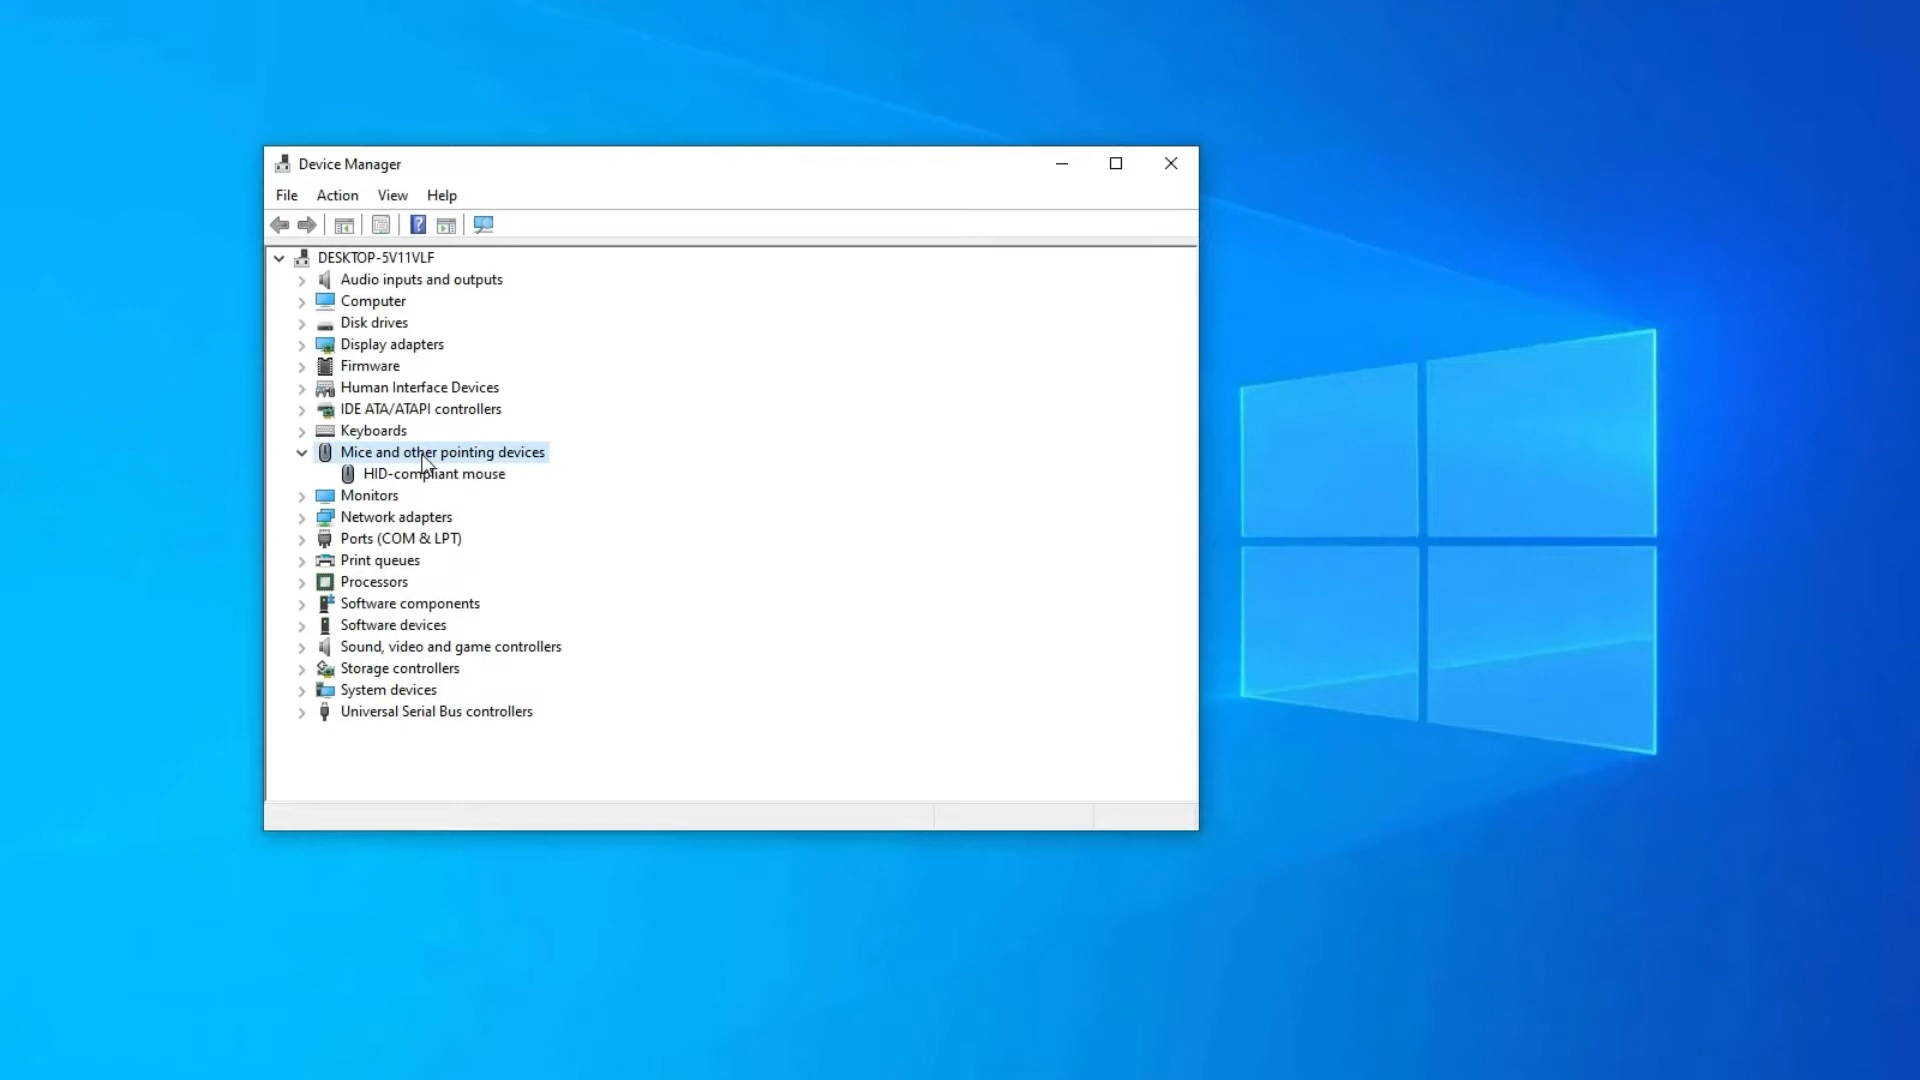 Device Manager
File Action View Help
DESKTOP-5V11VLF
Audio inputs and outputs
Computer
Disk drives
Display adapters
Firmware
Human Interface Devices
IDE ATA/ATAPI controllers
Keyboards
Mice and other pointing devices
HID-compliant mouse
Monitors
Network adapters
Ports (COM & LPT)
Print queues
Processors
Software components
Software devices
Sound, video and game controllers
Storage controllers
System devices
Universal Serial Bus controllers